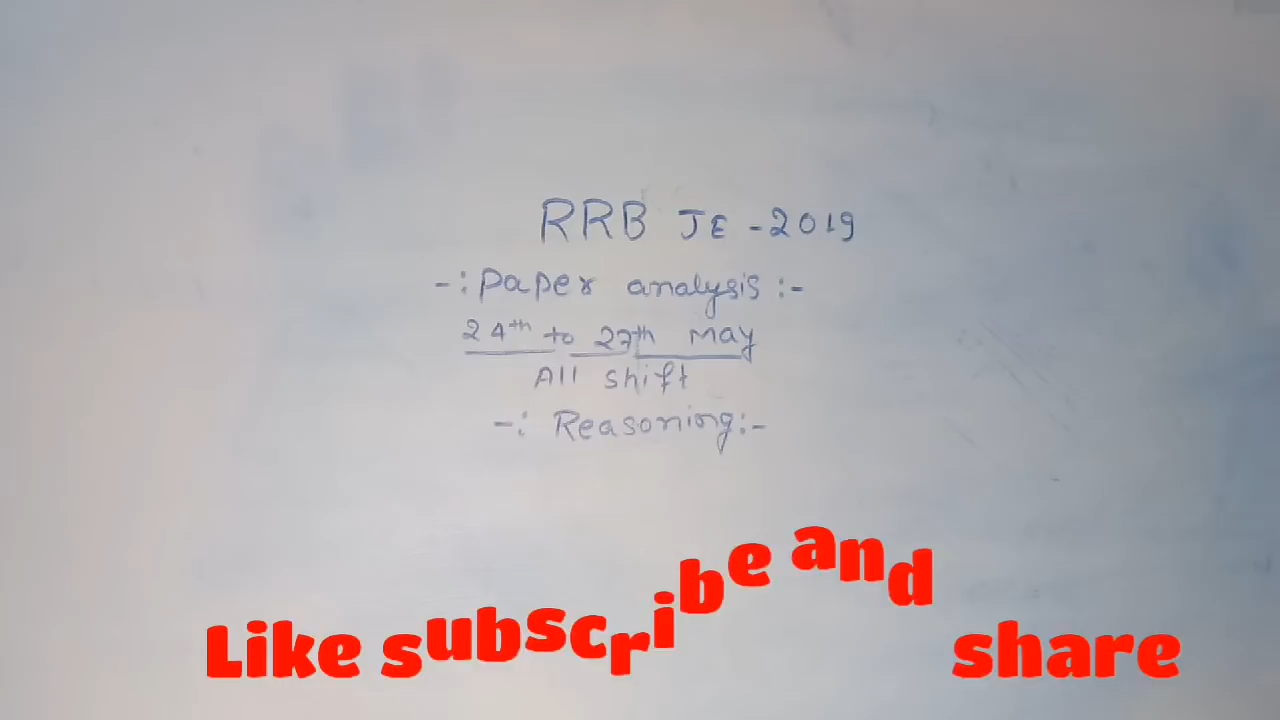 RRB JE -2019
-: Paper analysis :-
24th to 27th May
All shift
-: Reasoning:-
Like subscribe and share